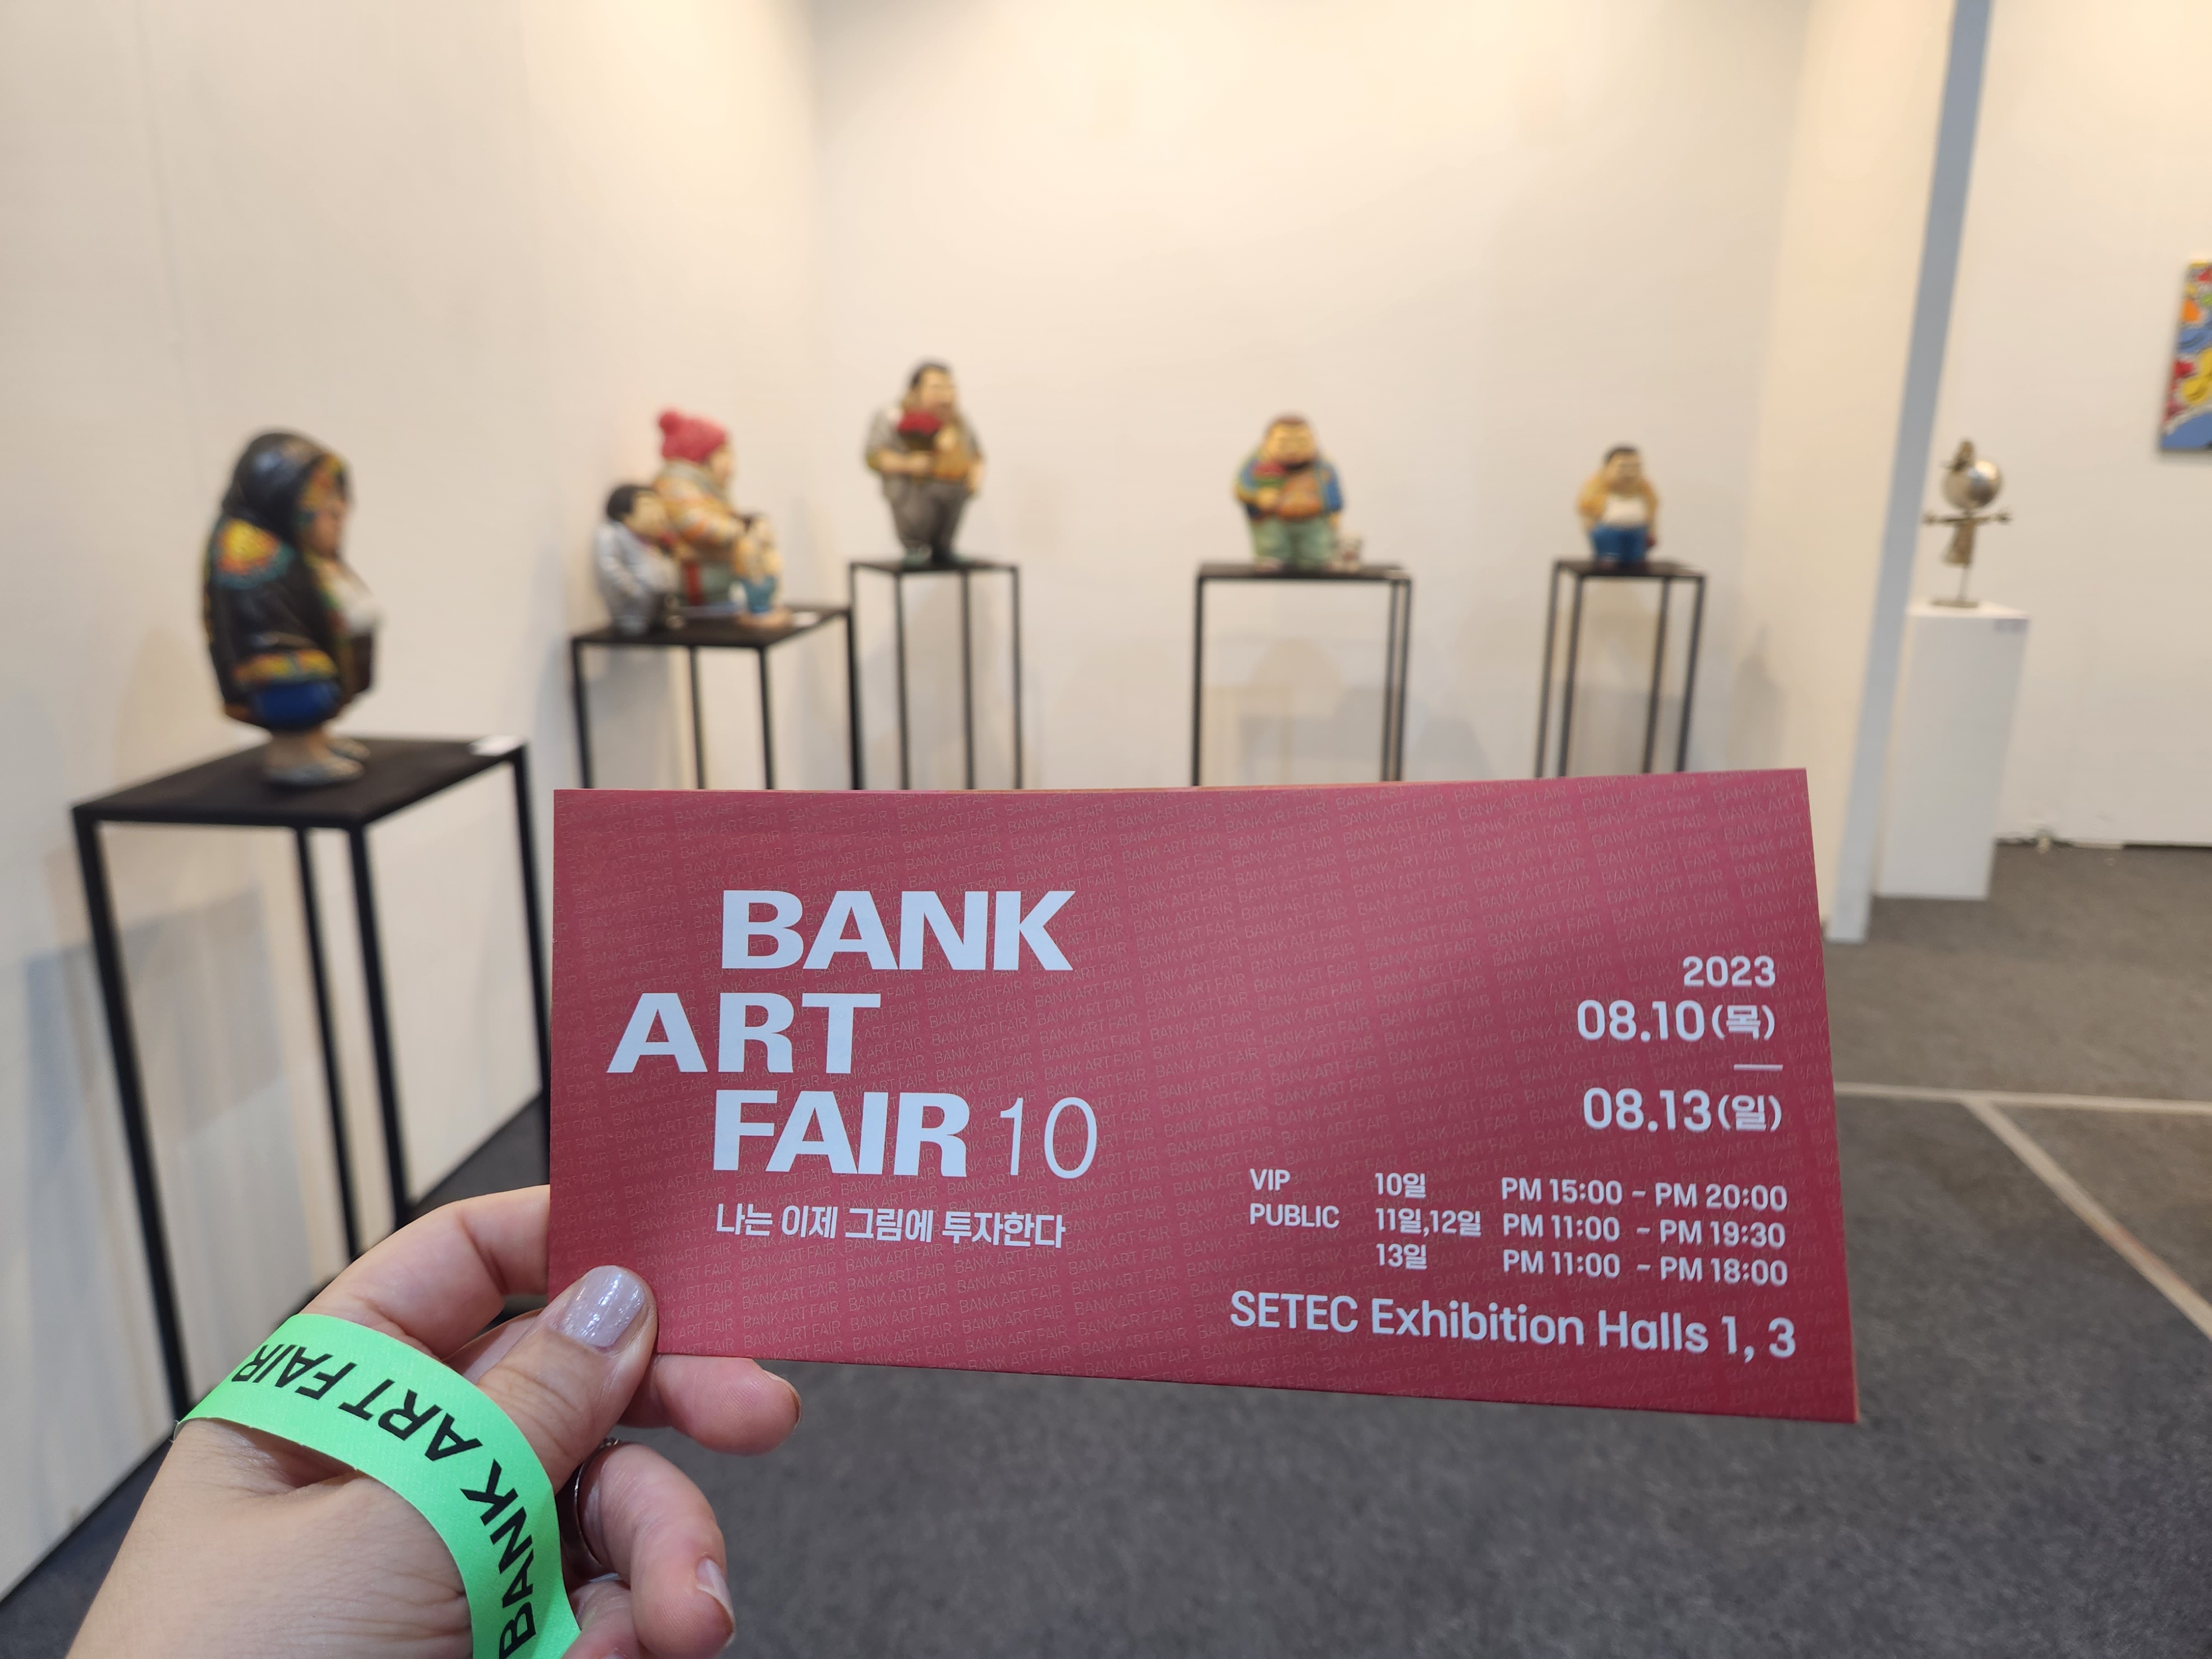 BANK
ART
FAIR 10
나는 이제 그림에 투자한다
2023
08.10(목)
—
08.13(일)
VIP 10일 PM 15:00 - PM 20:00
PUBLIC 11일,12일 PM 11:00 - PM 19:30
13일 PM 11:00 - PM 18:00
SETEC Exhibition Halls 1, 3
BANK ART FAIR